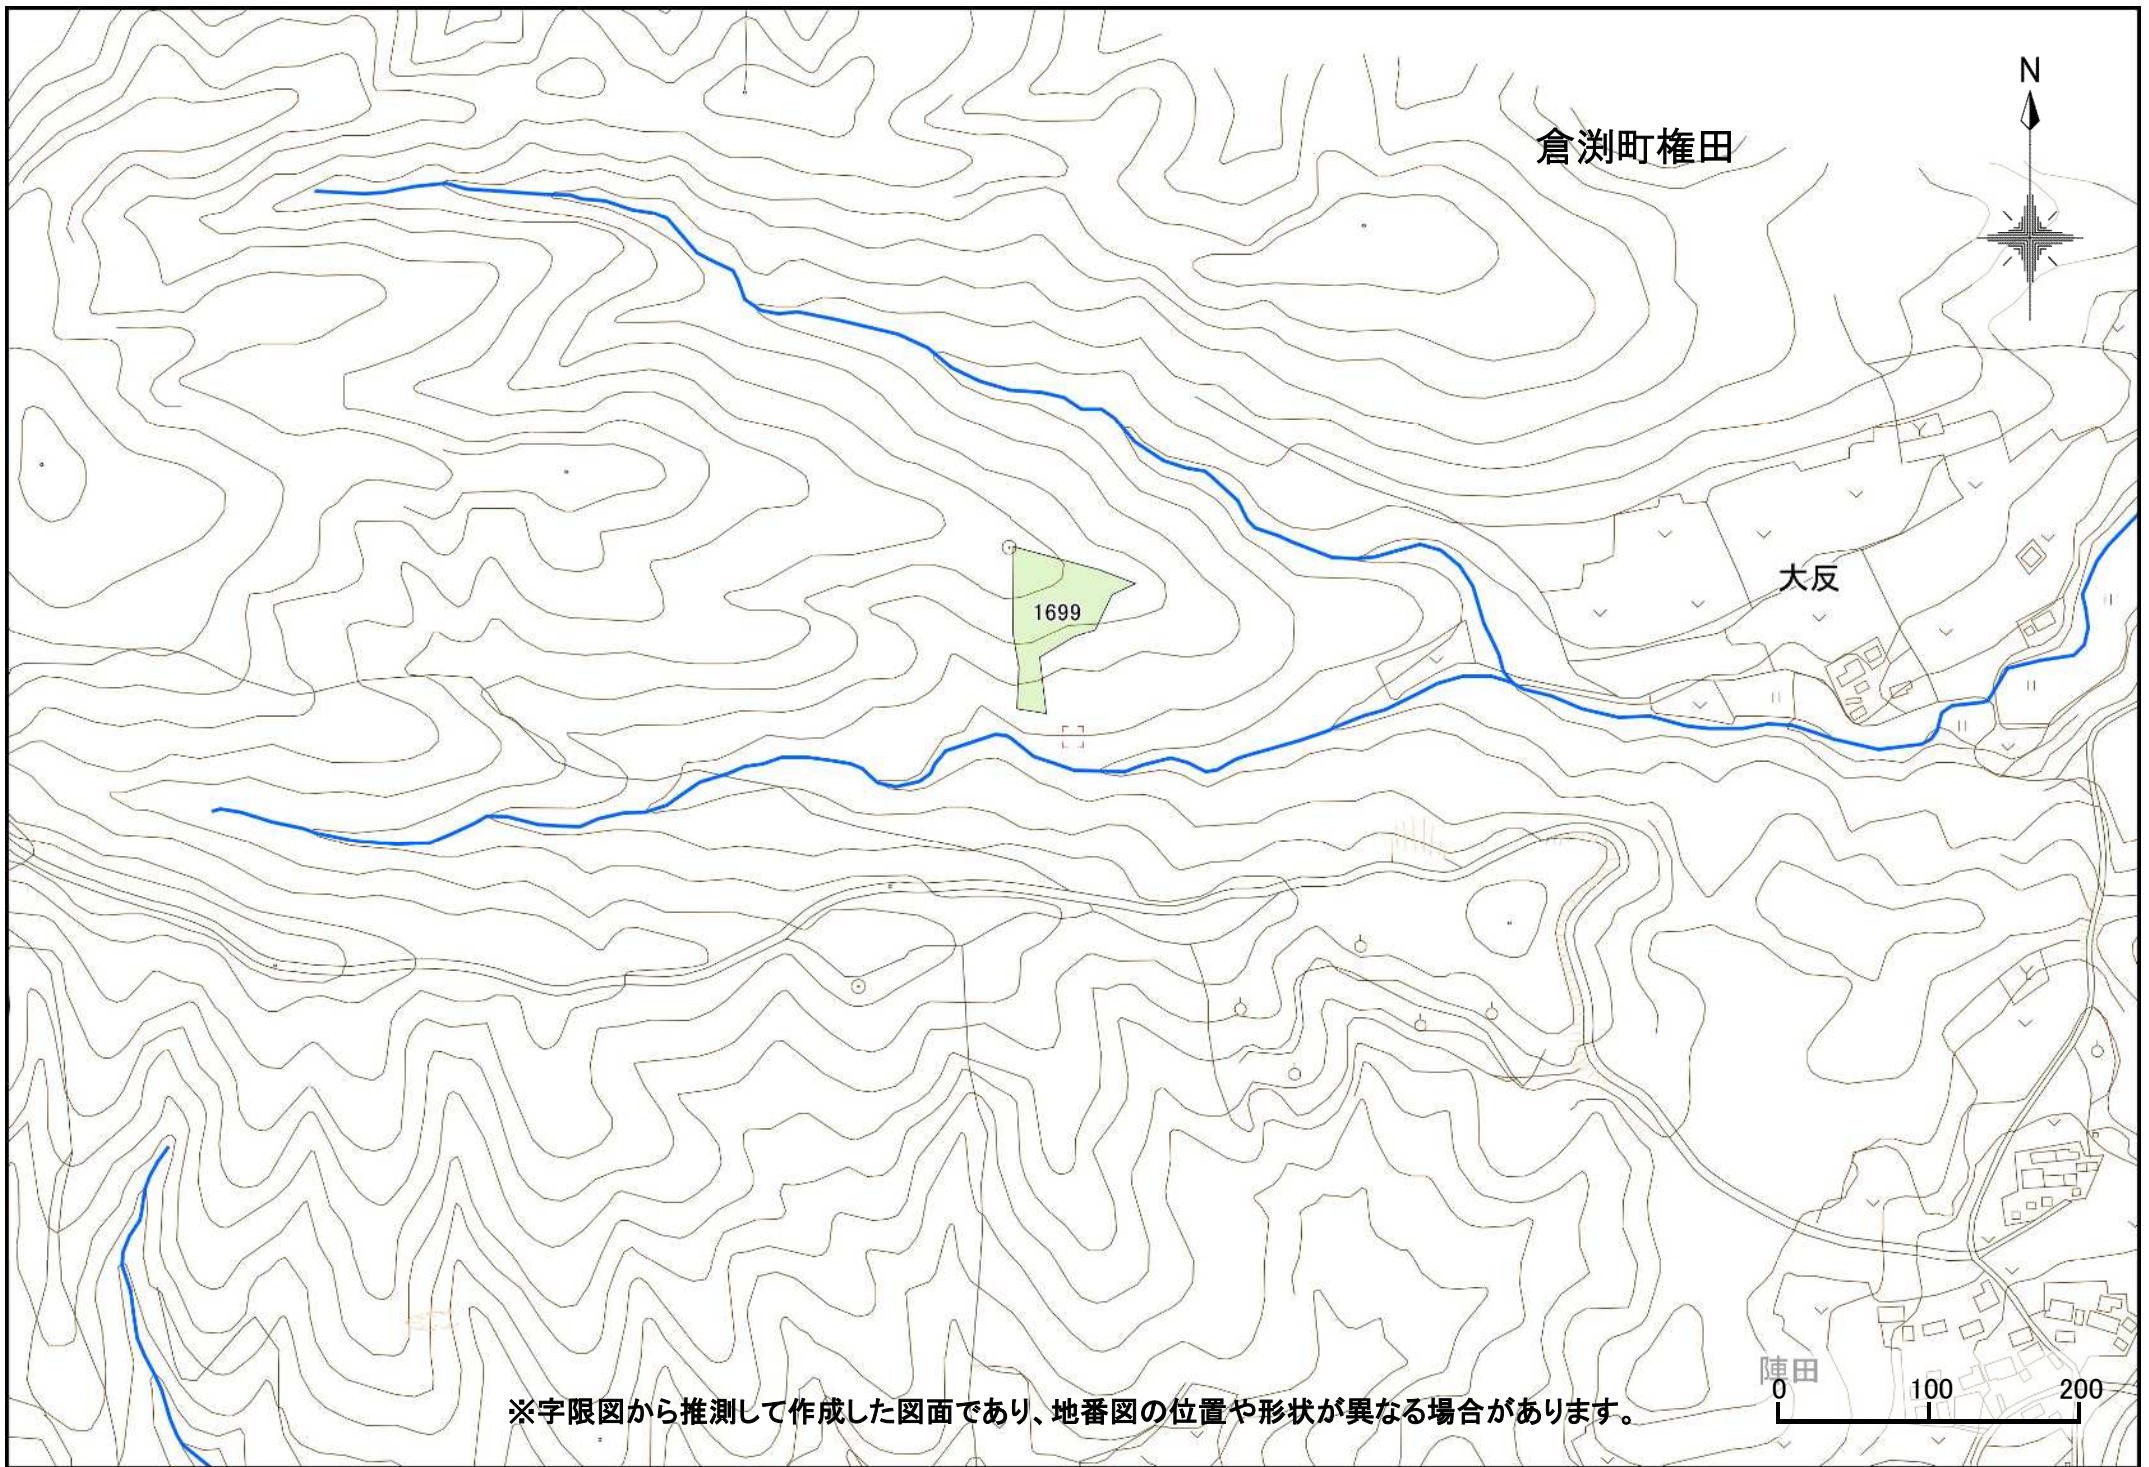 N
倉渕町権田
大反
1699
陣田
0 100 200
※字限図から推測して作成した図面であり、地番図の位置や形状が異なる場合があります。